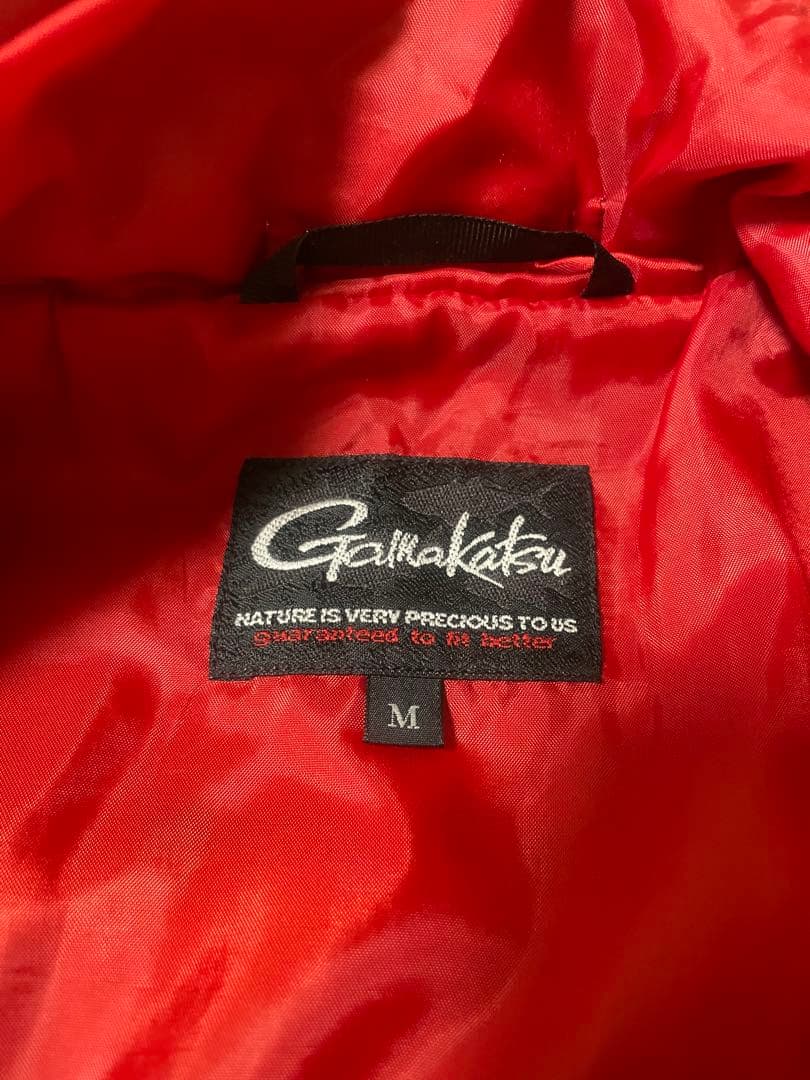 Gamakatsu
NATURE IS VERY PRECIOUS TO US
guaranteed to fit better
M